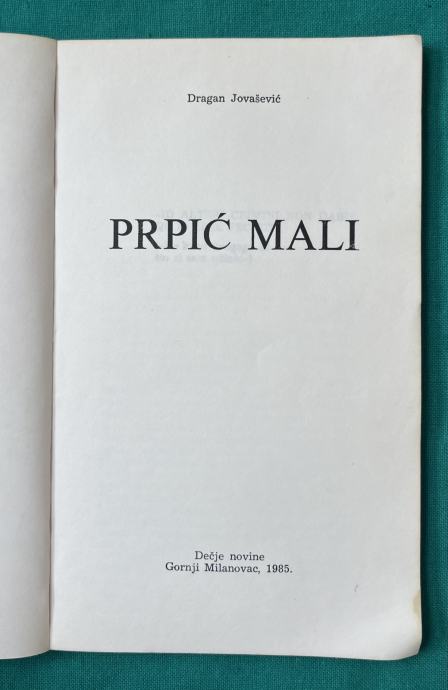 Dragan Jovašević
PRPIĆ MALI
Dečje novine
Gornji Milanovac, 1985.